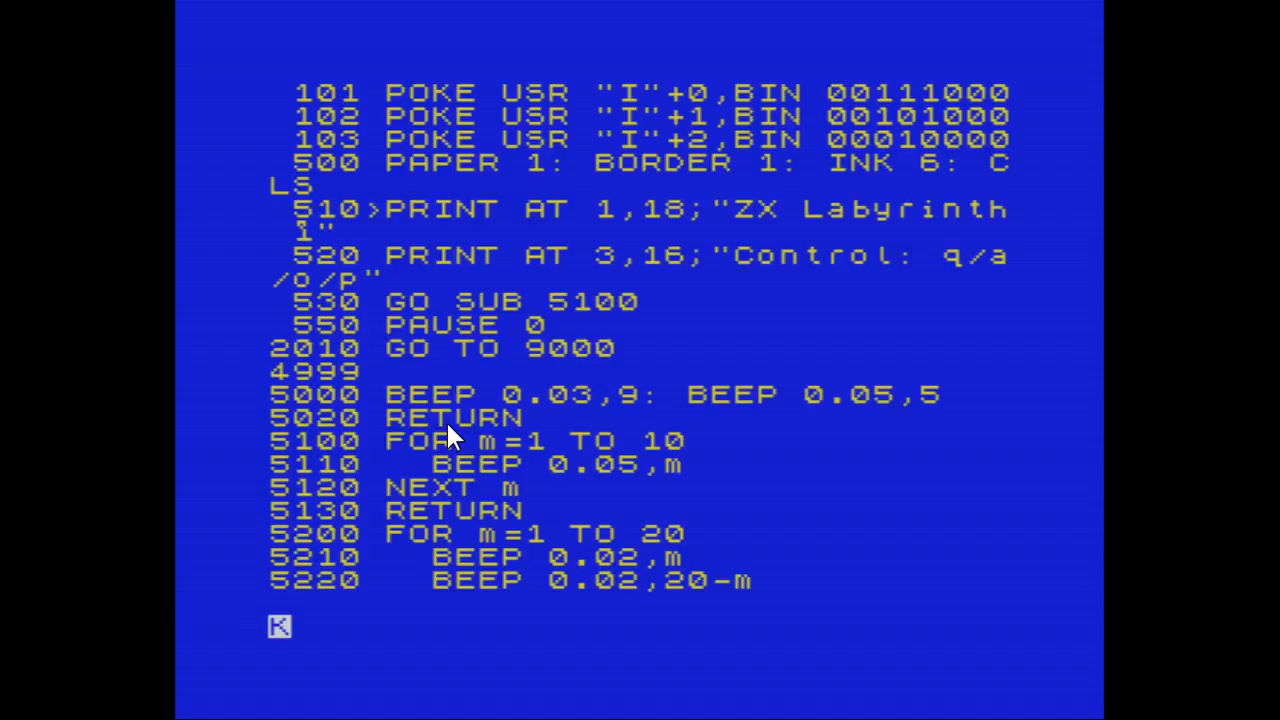 101 POKE USR "I"+0,BIN 00111000
102 POKE USR "I"+1,BIN 00101000
103 POKE USR "I"+2,BIN 00010000
500 PAPER 1: BORDER 1: INK 6: C
LS
510>PRINT AT 1,18;"ZX Labyrinth
1"
520 PRINT AT 3,16;"Control: q/a
/o/p"
530 GO SUB 5100
550 PAUSE 0
2010 GO TO 9000
4999
5000 BEEP 0.03,9: BEEP 0.05,5
5020 RETURN
5100 FOR m=1 TO 10
5110 BEEP 0.05,m
5120 NEXT m
5130 RETURN
5200 FOR m=1 TO 20
5210 BEEP 0.02,m
5220 BEEP 0.02,20-m
K